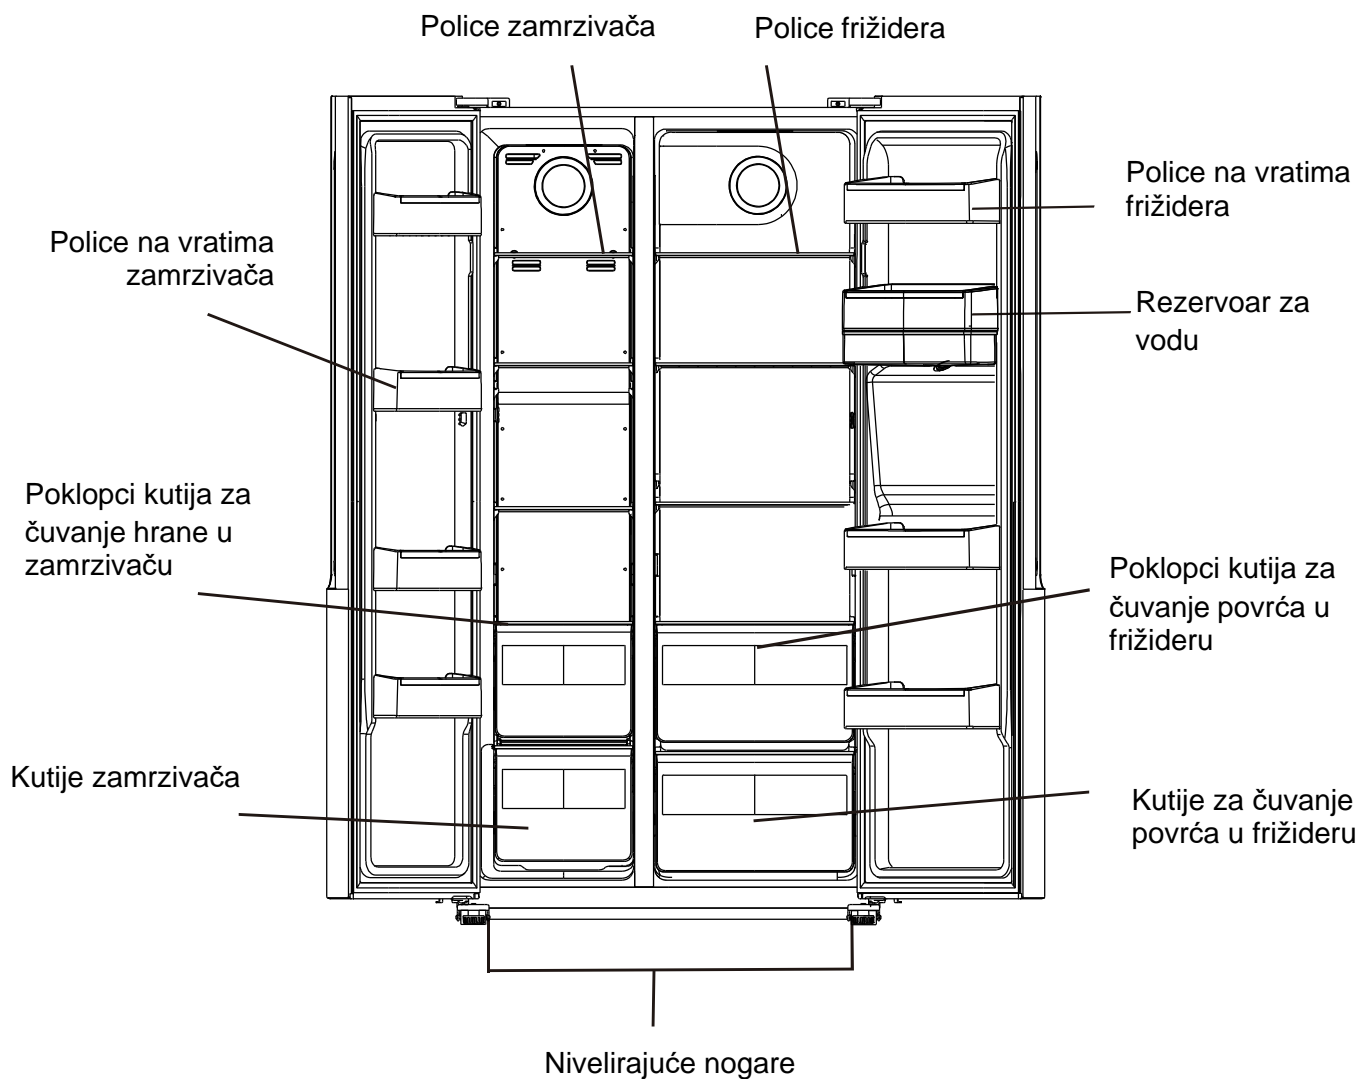 Police zamrzivača
Police frižidera
Police na vratima
frižidera
Police na vratima
zamrzivača
Rezervoar za
vodu
Poklopci kutija za
čuvanje hrane u
zamrzivaču
Poklopci kutija za
čuvanje povrća u
frižideru
Kutije zamrzivača
Kutije za čuvanje
povrća u frižideru
Nivelirajuće nogare